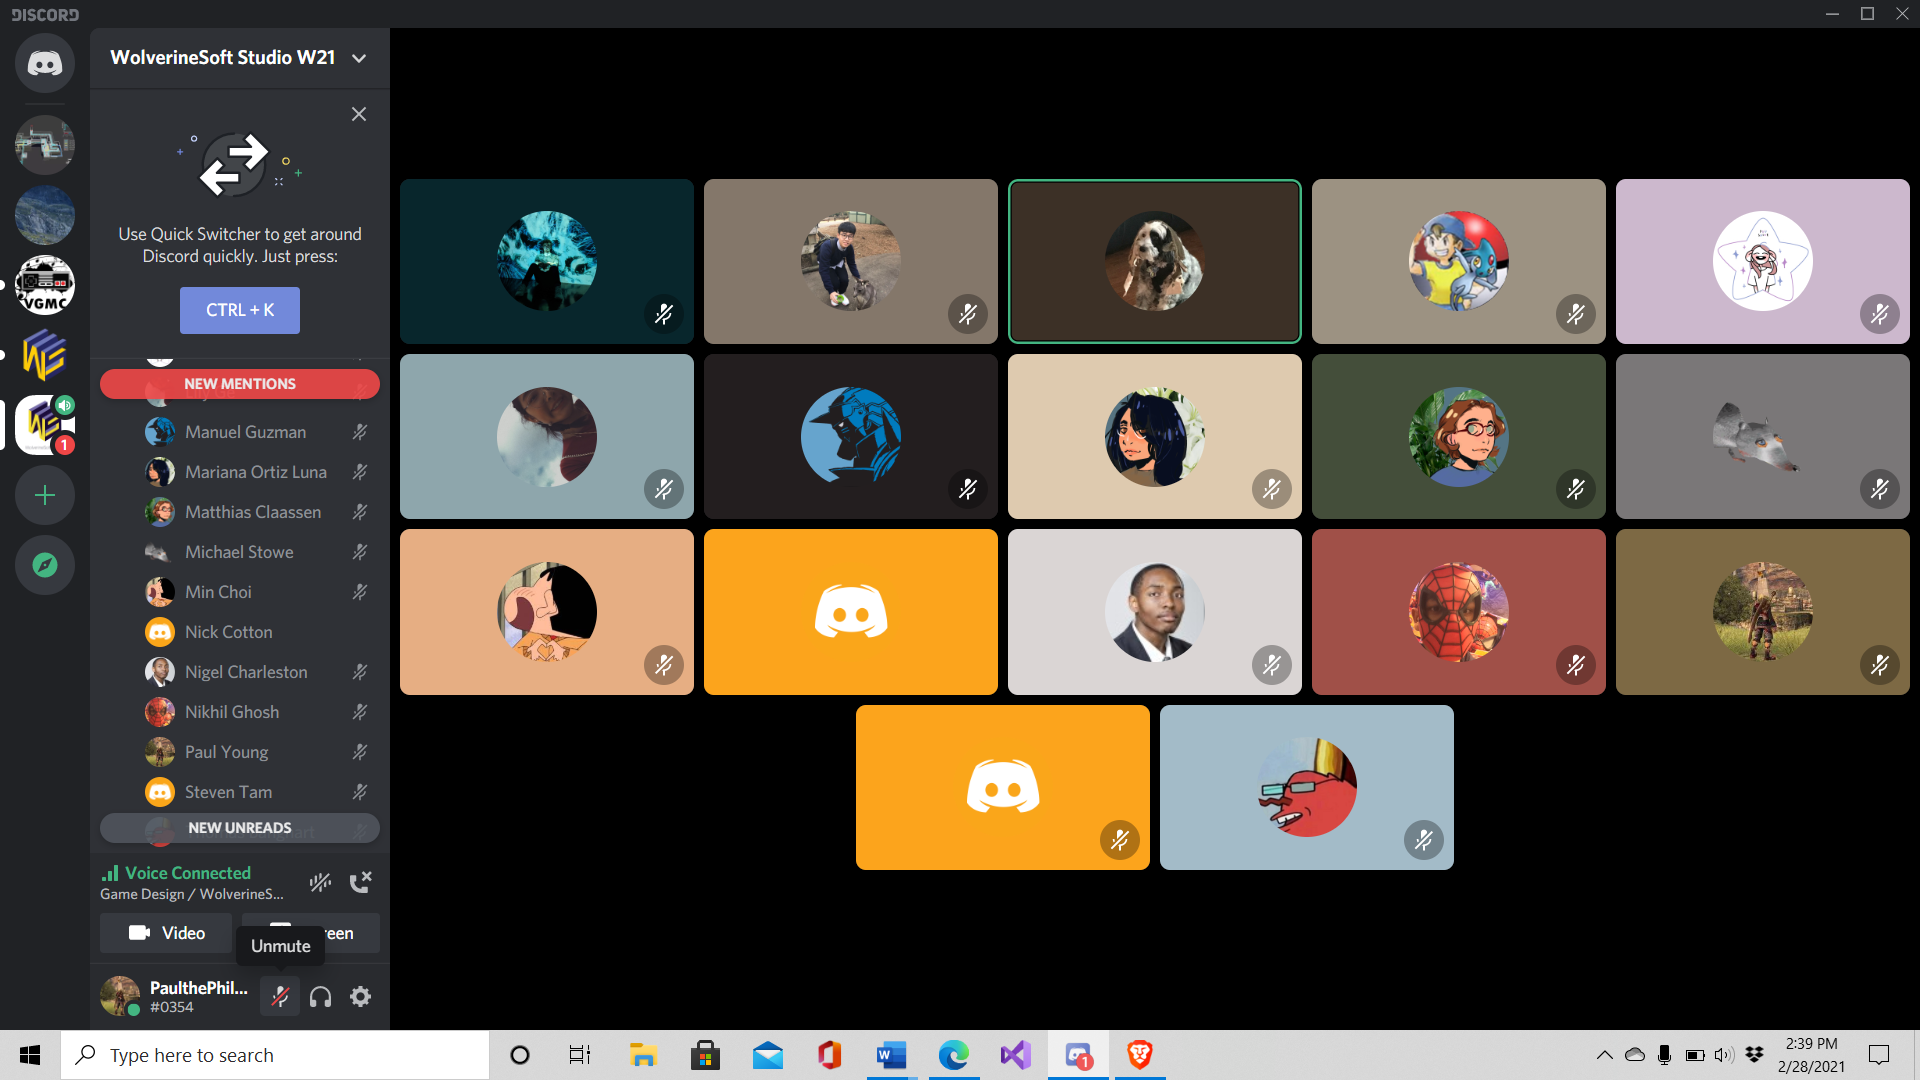 DISCORD
WolverineSoft Studio W21
Use Quick Switcher to get around
Discord quickly. Just press:
CTRL + K
NEW MENTIONS
Manuel Guzman
Mariana Ortiz Luna
Matthias Claassen
Michael Stowe
Min Choi
Nick Cotton
Nigel Charleston
Nikhil Ghosh
Paul Young
Steven Tam
NEW UNREADS
Voice Connected
Game Design / WolverineS...
Video
Unmute
PaulthePhil...
#0354
VGMC
1
Type here to search
W
1
2:39 PM
2/28/2021